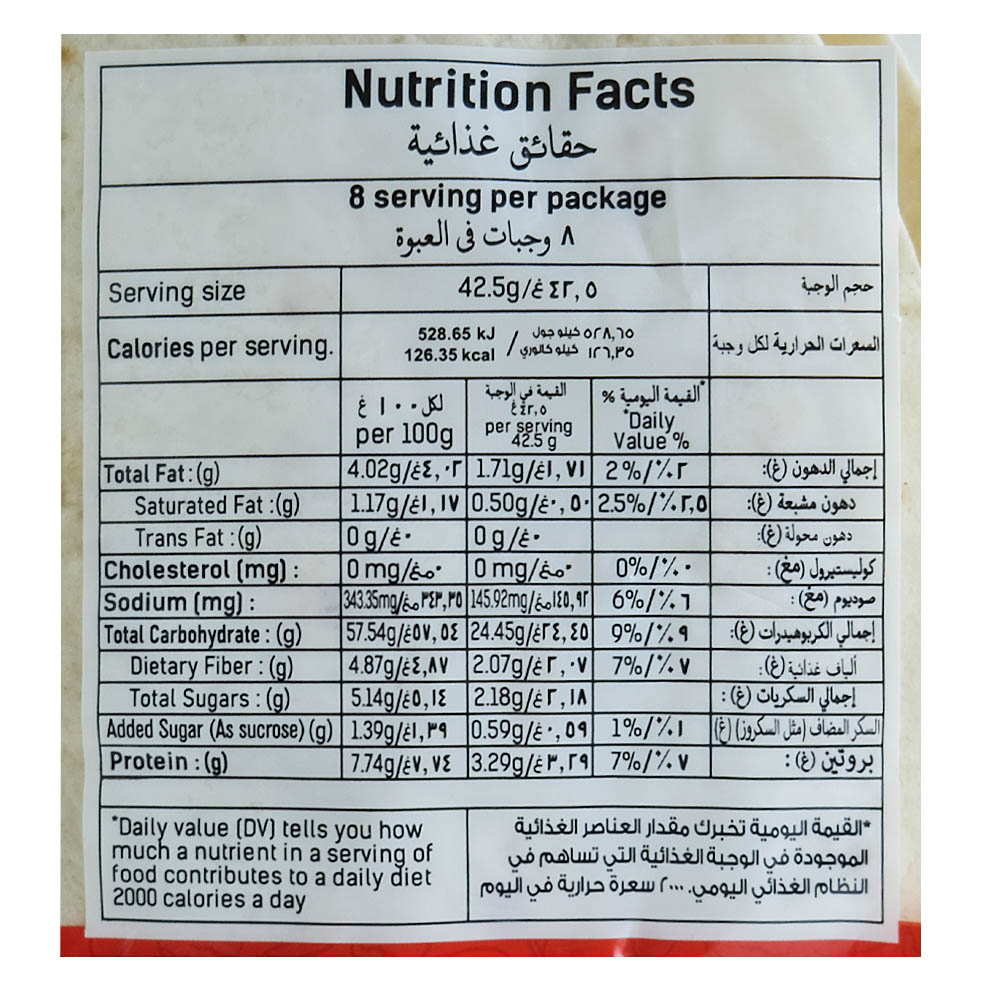 Nutrition Facts
حقائق غذائية
8 serving per package
٨ وجبات فى العبوة
Serving size 42.5g/غ٤٢,٥ حجم الوجبة
Calories per serving. 528.65 kJ / ٥٢٨,٦٥ كيلو جول السعرات الحرارية لكل وجبة
126.35 kcal ١٢٦,٣٥ كيلو كالوري
لكل ١٠٠ غ القيمة في الوجبة *القيمة اليومية %
per 100g ٤٢,٥غ *Daily
per serving Value %
42.5 g
Total Fat:(g) 4.02g/غ٤,٠٢ 1.71g/غ١,٧١ 2%/٪٢ إجمالي الدهون (غ):
Saturated Fat :(g) 1.17g/غ١,١٧ 0.50g/غ٠,٥٠ 2.5%/٪٢,٥ دهون مشبعة (غ):
Trans Fat :(g) 0g/غ٠ 0g/غ٠ دهون محولة (غ):
Cholesterol (mg) : 0mg/مغ٠ 0mg/مغ٠ 0%/٪٠ كوليستيرول (مغ) :
Sodium (mg) : 343.35mg/مغ٣٤٣,٣٥ 145.92mg/مغ١٤٥,٩٢ 6%/٪٦ صوديوم (مغ) :
Total Carbohydrate : (g) 57.54g/غ٥٧,٥٤ 24.45g/غ٢٤,٤٥ 9%/٪٩ إجمالي الكربوهيدرات (غ):
Dietary Fiber : (g) 4.87g/غ٤,٨٧ 2.07g/غ٢,٠٧ 7%/٪٧ ألياف غذائية (غ):
Total Sugars : (g) 5.14g/غ٥,١٤ 2.18g/غ٢,١٨ إجمالي السكريات (غ) :
Added Sugar (As sucrose) (g) 1.39g/غ١,٣٩ 0.59g/غ٠,٥٩ 1%/٪١ السكر المضاف (مثل السكروز) (غ)
Protein : (g) 7.74g/غ٧,٧٤ 3.29g/غ٣,٢٩ 7%/٪٧ بروتين (غ) :
*Daily value (DV) tells you how
much a nutrient in a serving of
food contributes to a daily diet
2000 calories a day
*القيمة اليومية تخبرك مقدار العناصر الغذائية
الموجودة في الوجبة الغذائية التي تساهم في
النظام الغذائي اليومي. ٢٠٠٠ سعرة حرارية في اليوم